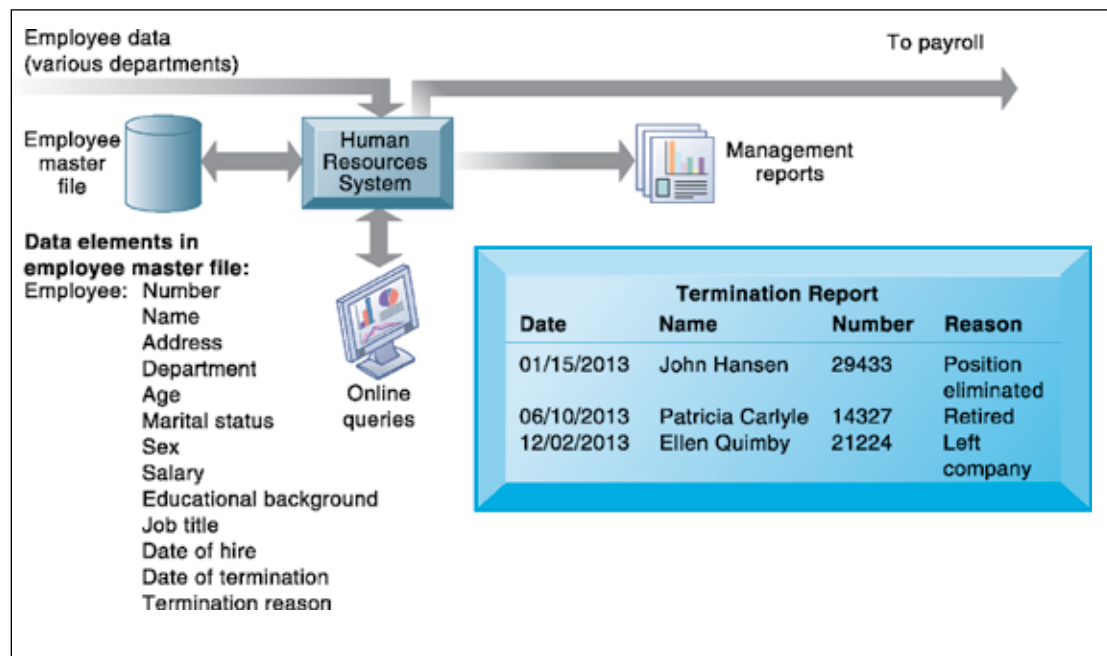 Employee data
(various departments)
To payroll
Employee
master
file
Human
Resources
System
Management
reports
Data elements in
employee master file:
Employee: Number
Name
Address
Department
Age
Marital status
Sex
Salary
Educational background
Job title
Date of hire
Date of termination
Termination reason
Online
queries
Termination Report
Date Name Number Reason
01/15/2013 John Hansen 29433 Position
eliminated
06/10/2013 Patricia Carlyle 14327 Retired
12/02/2013 Ellen Quimby 21224 Left
company